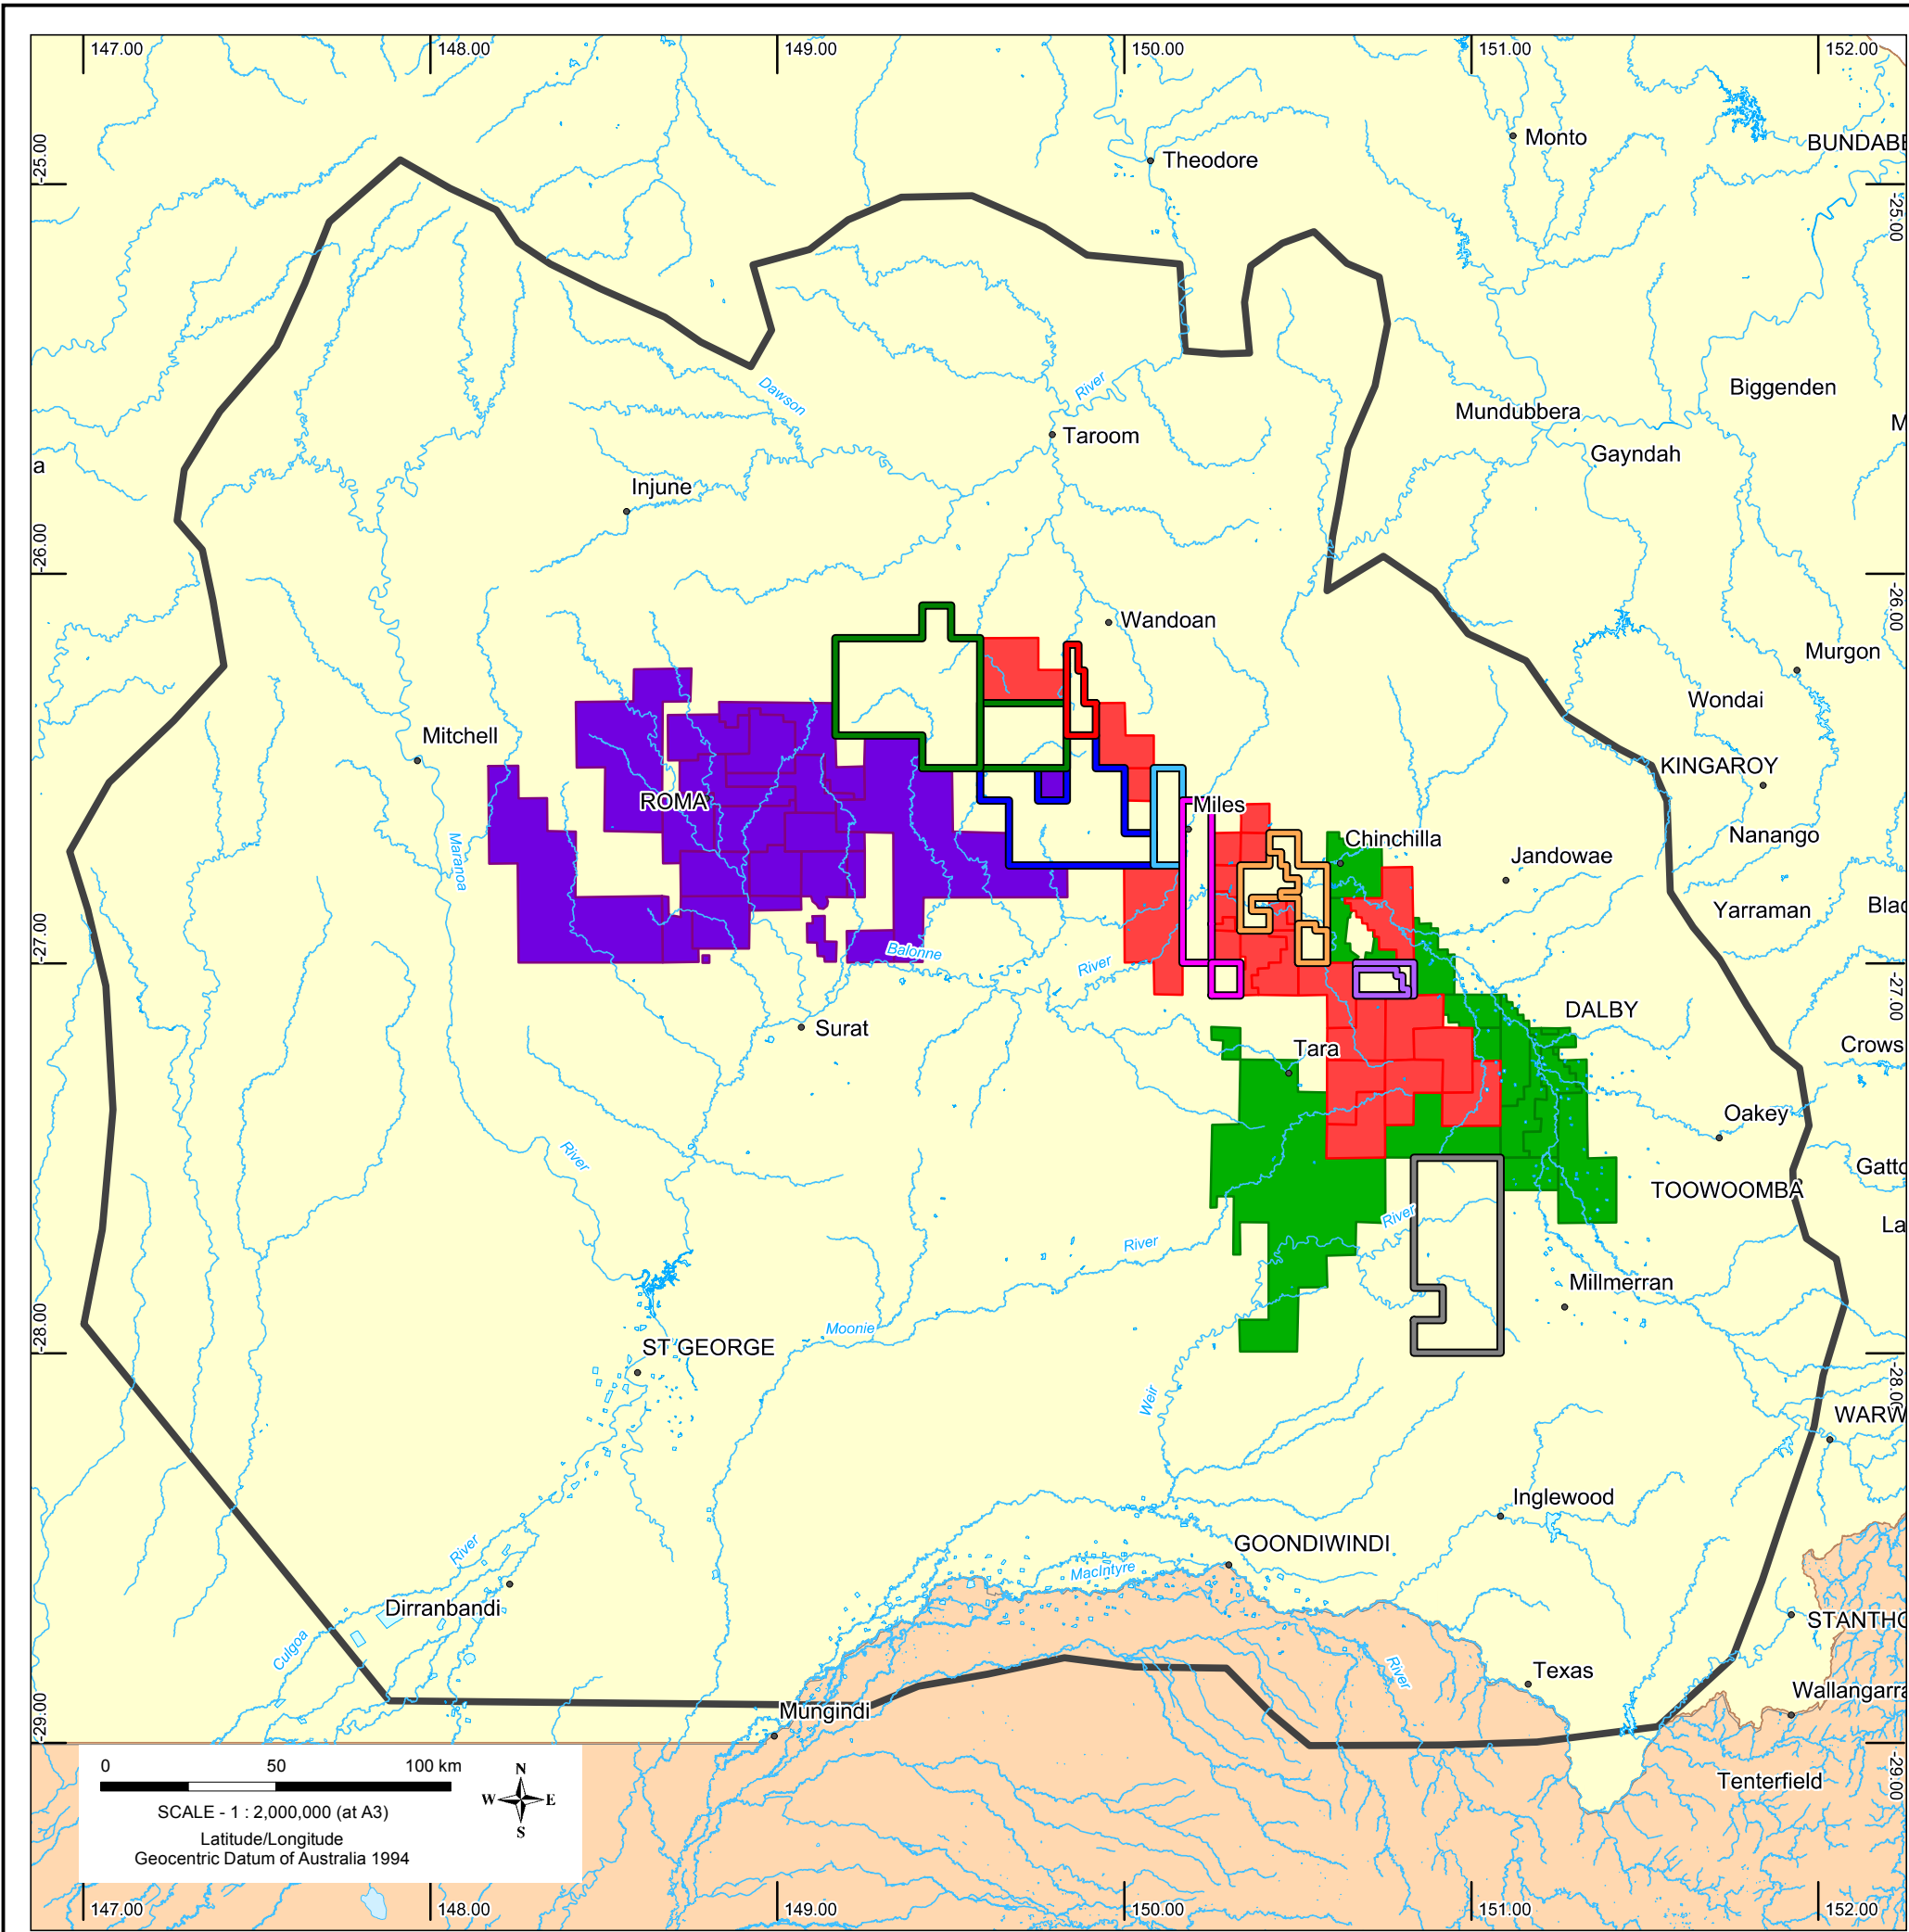 147.00
148.00
149.00
150.00
151.00
152.00
-25.00
-25.00
Monto
BUNDABE
Theodore
Biggenden
Dawson
River
Mundubbera
M
Taroom
Gayndah
a
Injune
-26.00
-26.00
Wandoan
Murgon
Wondai
Mitchell
KINGAROY
ROMA
Miles
Nanango
Chinchilla
Jandowae
Maranoa
Yarraman
Blac
-27.00
-27.00
Balonne
River
DALBY
Surat
Tara
Crows
Oakey
River
Gatto
TOOWOOMBA
River
La
River
Millmerran
Moonie
-28.00
-28.00
ST GEORGE
Weir
WARW
Inglewood
GOONDIWINDI
River
MacIntyre
Dirranbandi
STANTHO
Culgoa
River
Texas
Wallangarra
-29.00
-29.00
Mungindi
Tenterfield
0 50 100 km
N
W E
S
SCALE - 1 : 2,000,000 (at A3)
Latitude/Longitude
Geocentric Datum of Australia 1994
147.00
148.00
149.00
150.00
151.00
152.00